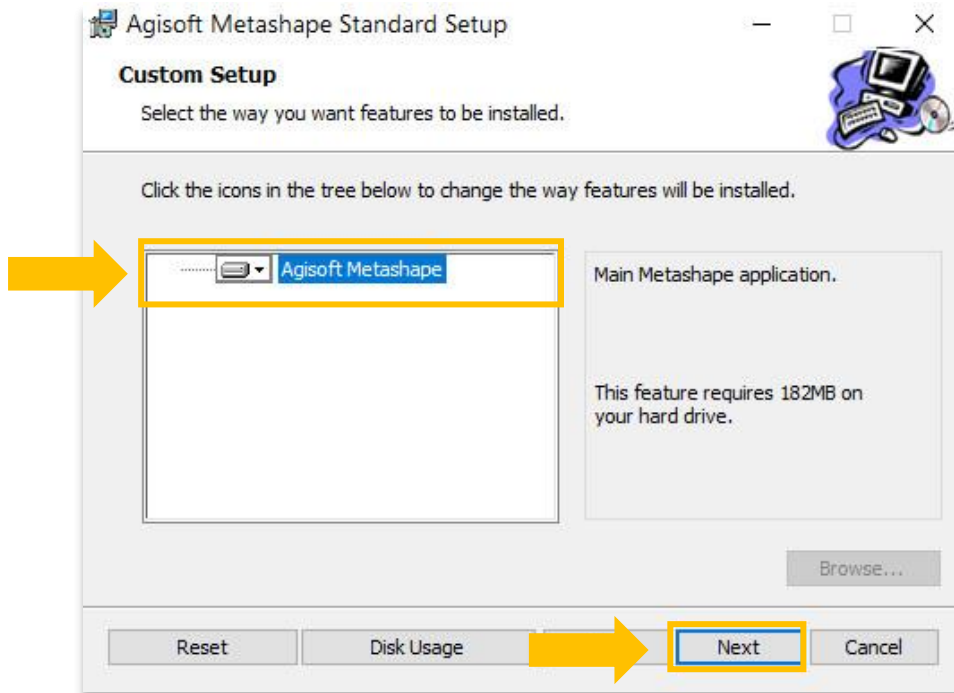 Agisoft Metashape Standard Setup
Custom Setup
Select the way you want features to be installed.
Click the icons in the tree below to change the way features will be installed.
Agisoft Metashape
Main Metashape application.
This feature requires 182MB on
your hard drive.
Browse...
Reset
Disk Usage
Next
Cancel